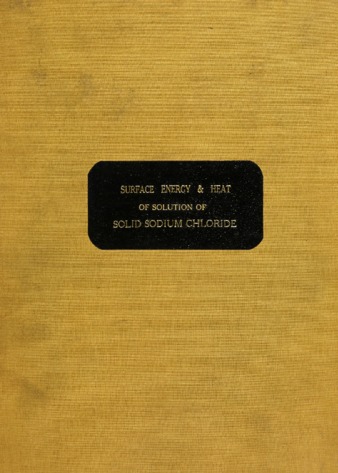 SURFACE ENERGY & HEAT
OF SOLUTION OF
SOLID SODIUM CHLORIDE